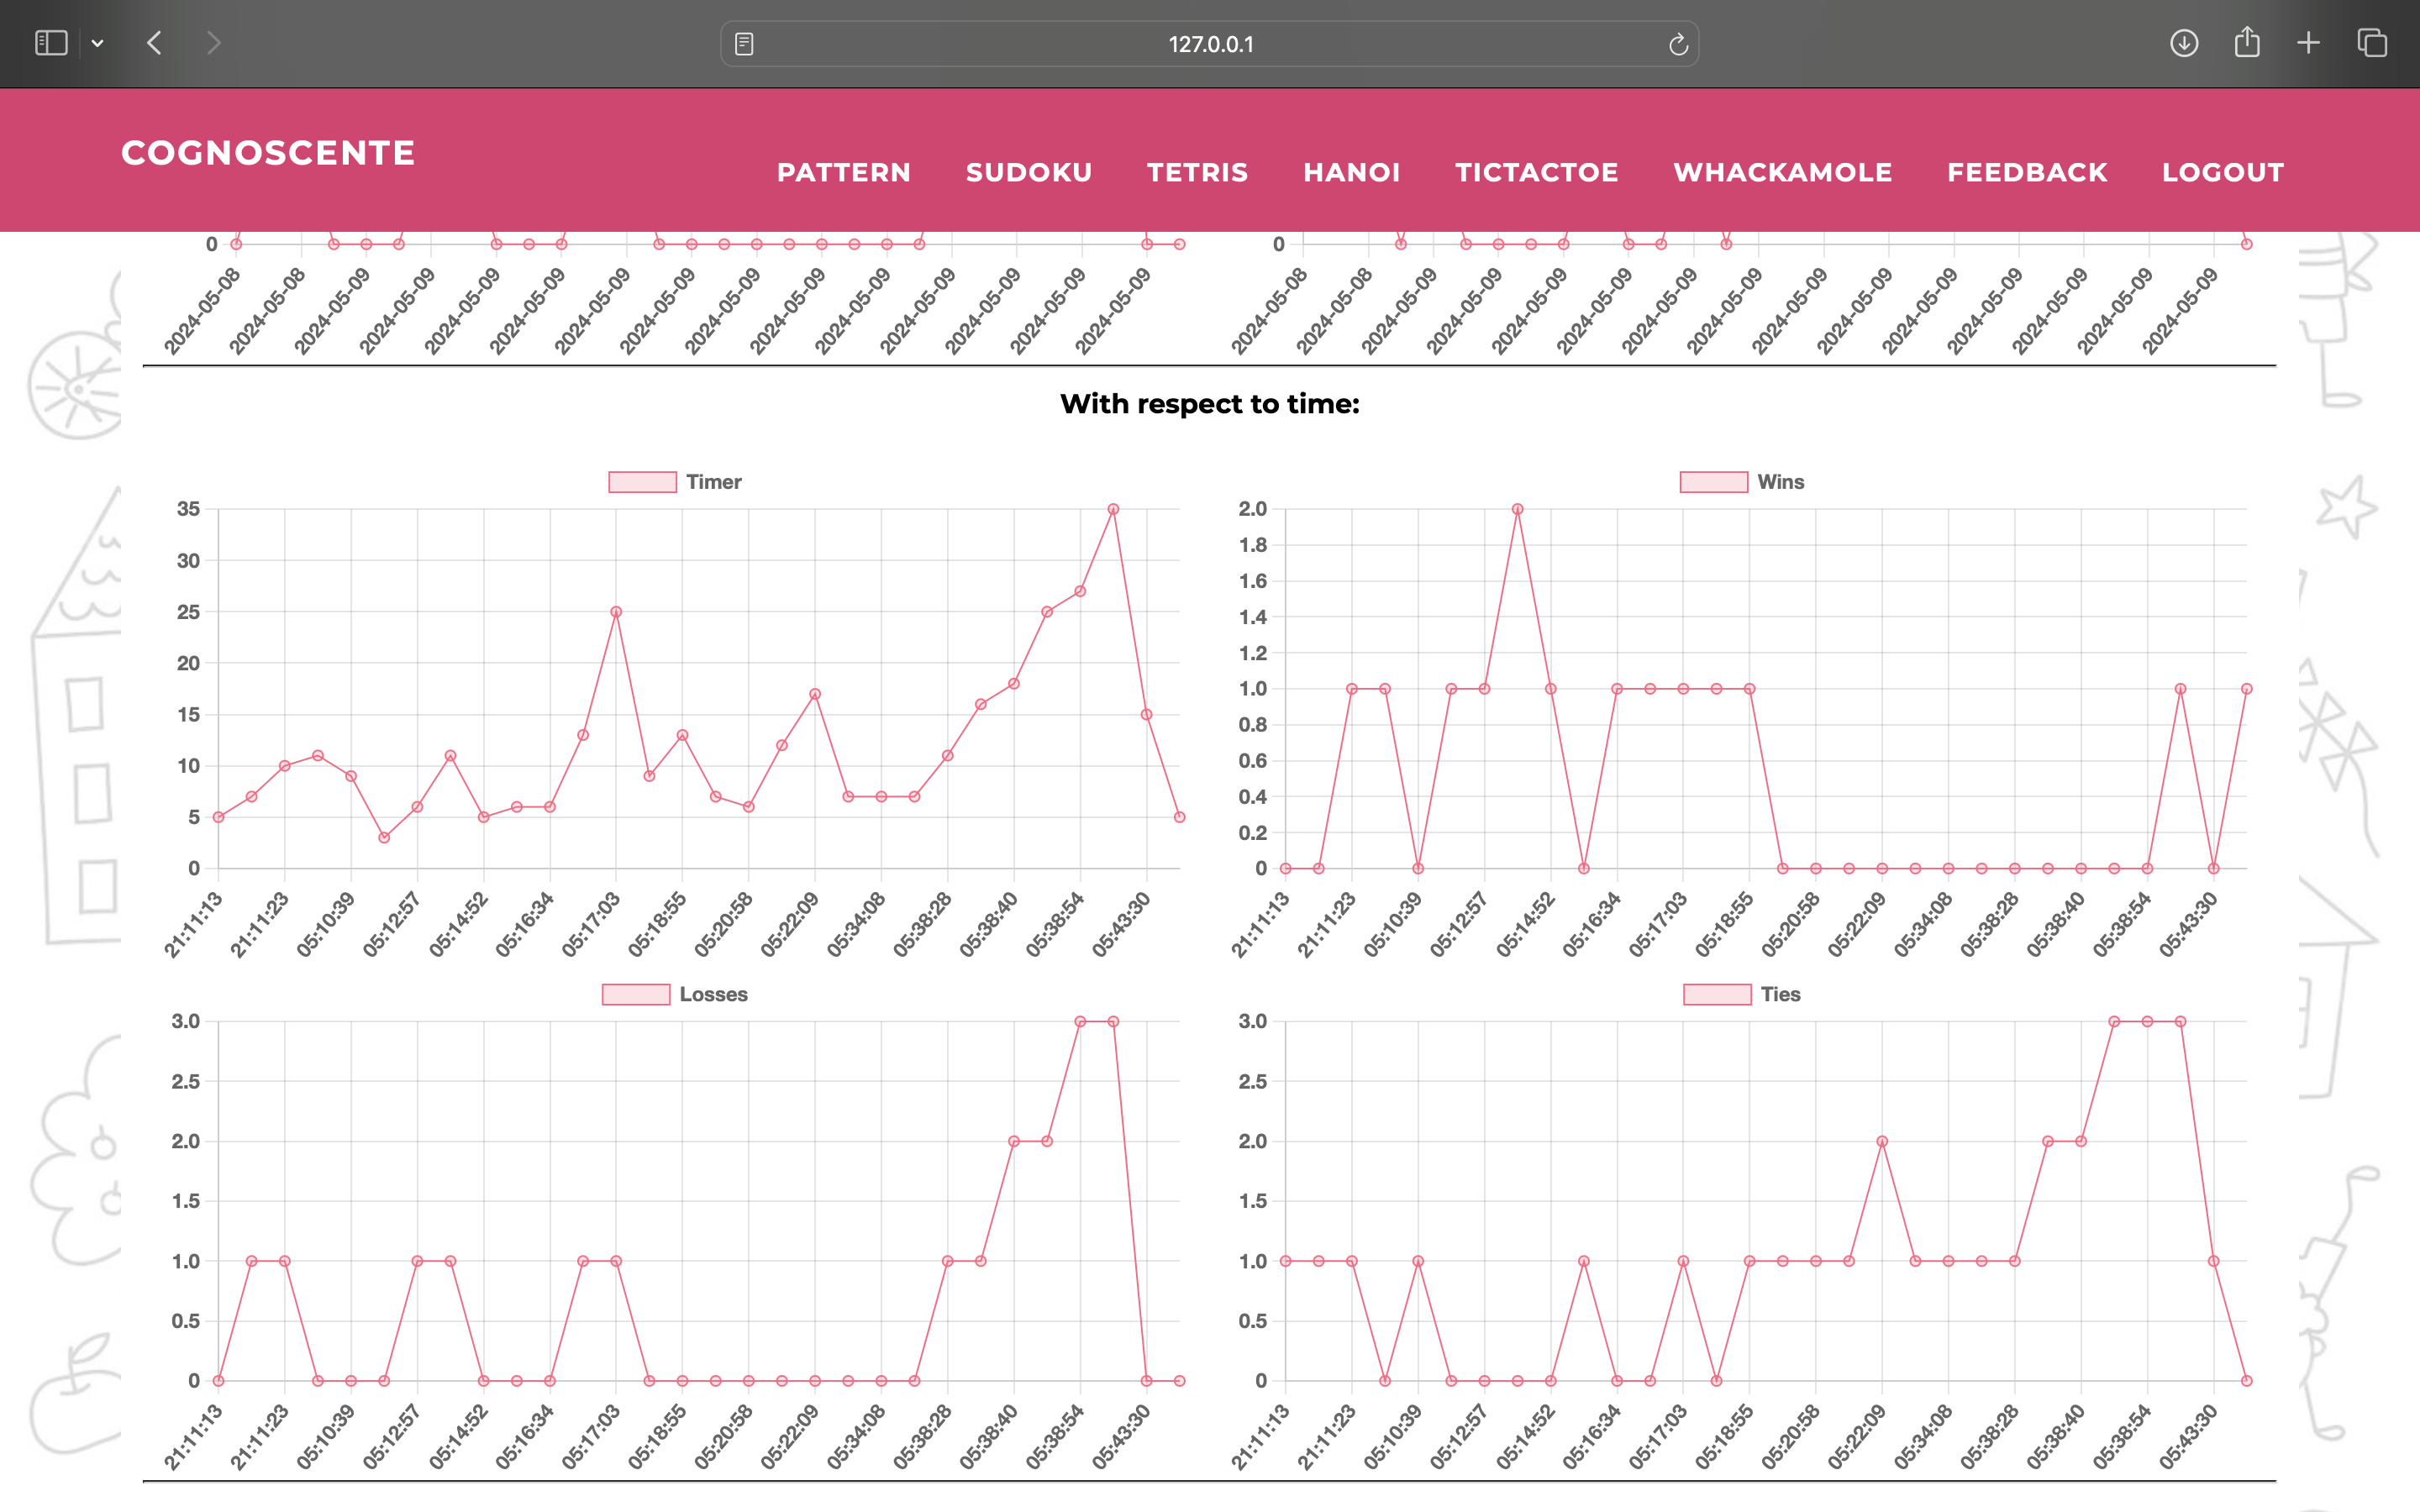 127.0.0.1
COGNOSCENTE
PATTERN SUDOKU TETRIS HANOI TICTACTOE WHACKAMOLE FEEDBACK LOGOUT
0
2024-05-08 2024-05-08 2024-05-09 2024-05-09 2024-05-09 2024-05-09 2024-05-09 2024-05-09 2024-05-09 2024-05-09 2024-05-09 2024-05-09 2024-05-09 2024-05-09 2024-05-09
0
2024-05-08 2024-05-08 2024-05-09 2024-05-09 2024-05-09 2024-05-09 2024-05-09 2024-05-09 2024-05-09 2024-05-09 2024-05-09 2024-05-09 2024-05-09 2024-05-09 2024-05-09
With respect to time:
Timer
35
30
25
20
15
10
5
0
21:11:13 21:11:23 05:10:39 05:12:57 05:14:52 05:16:34 05:17:03 05:18:55 05:20:58 05:22:09 05:34:08 05:38:28 05:38:40 05:38:54 05:43:30
Wins
2.0
1.8
1.6
1.4
1.2
1.0
0.8
0.6
0.4
0.2
0
21:11:13 21:11:23 05:10:39 05:12:57 05:14:52 05:16:34 05:17:03 05:18:55 05:20:58 05:22:09 05:34:08 05:38:28 05:38:40 05:38:54 05:43:30
Losses
3.0
2.5
2.0
1.5
1.0
0.5
0
21:11:13 21:11:23 05:10:39 05:12:57 05:14:52 05:16:34 05:17:03 05:18:55 05:20:58 05:22:09 05:34:08 05:38:28 05:38:40 05:38:54 05:43:30
Ties
3.0
2.5
2.0
1.5
1.0
0.5
0
21:11:13 21:11:23 05:10:39 05:12:57 05:14:52 05:16:34 05:17:03 05:18:55 05:20:58 05:22:09 05:34:08 05:38:28 05:38:40 05:38:54 05:43:30